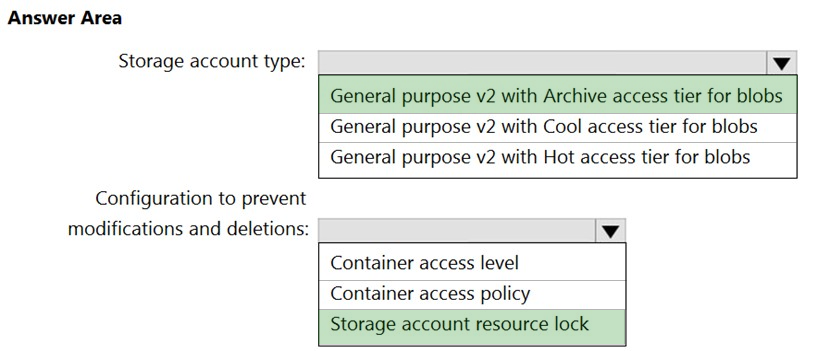 Answer Area
Storage account type:
General purpose v2 with Archive access tier for blobs
General purpose v2 with Cool access tier for blobs
General purpose v2 with Hot access tier for blobs
Configuration to prevent
modifications and deletions:
Container access level
Container access policy
Storage account resource lock